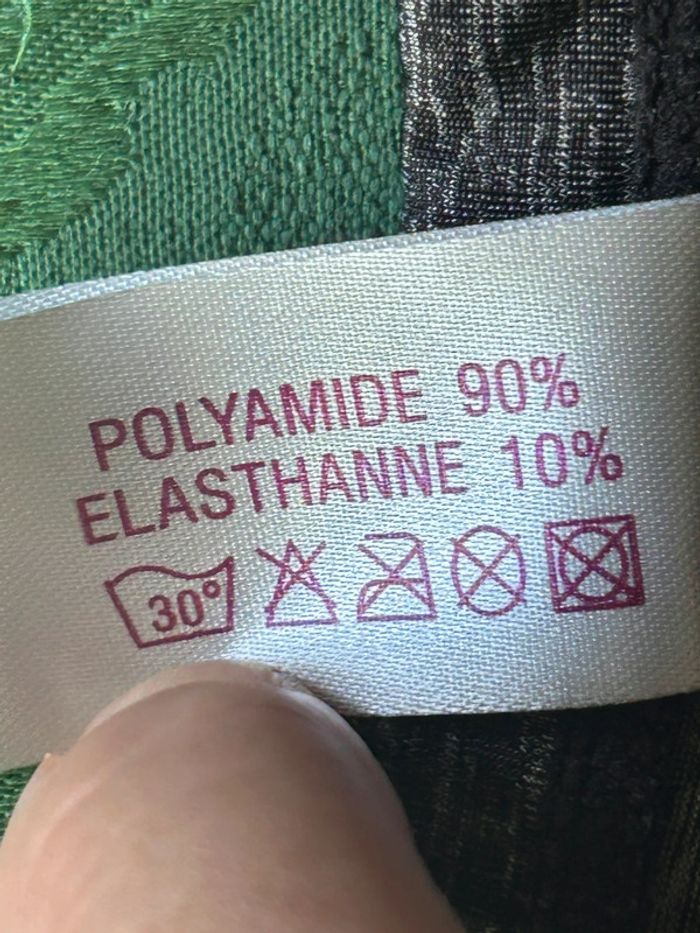 POLYAMIDE 90%
ELASTHANNE 10%
30°